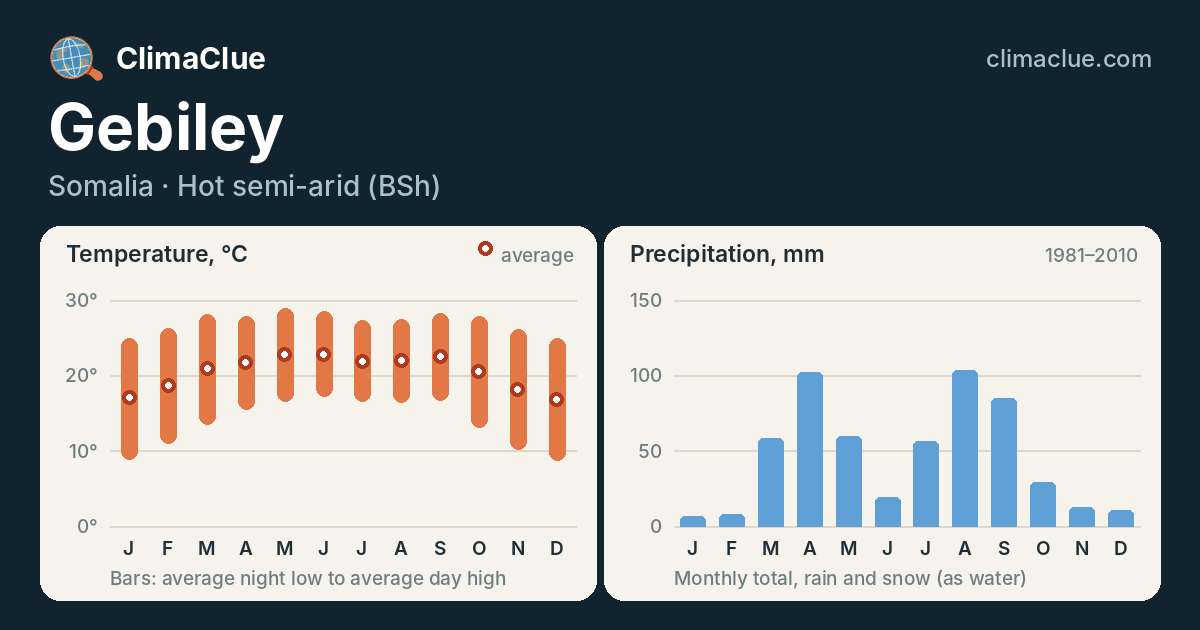 ClimaClue
climaclue.com
Gebiley
Somalia · Hot semi-arid (BSh)
Temperature, °C
average
30°
20°
10°
0°
J F M A M J J A S O N D
Bars: average night low to average day high
Precipitation, mm
1981–2010
150
100
50
0
J F M A M J J A S O N D
Monthly total, rain and snow (as water)